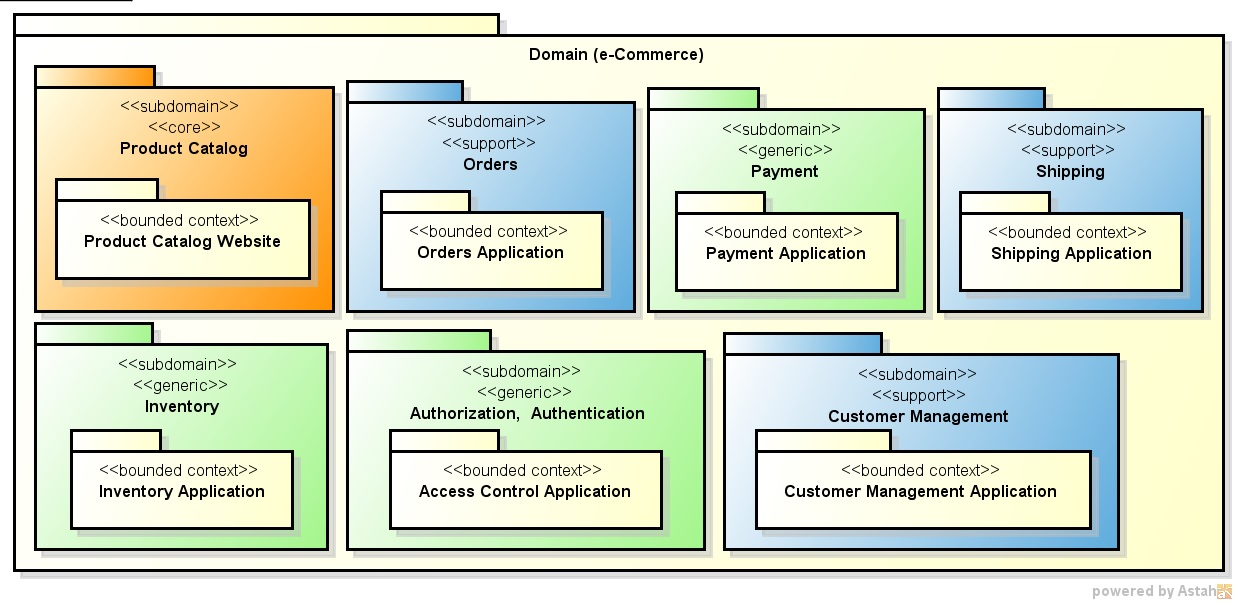 Domain (e-Commerce)
<<subdomain>>
<<core>>
Product Catalog
<<bounded context>>
Product Catalog Website
<<subdomain>>
<<support>>
Orders
<<bounded context>>
Orders Application
<<subdomain>>
<<generic>>
Payment
<<bounded context>>
Payment Application
<<subdomain>>
<<support>>
Shipping
<<bounded context>>
Shipping Application
<<subdomain>>
<<generic>>
Inventory
<<bounded context>>
Inventory Application
<<subdomain>>
<<generic>>
Authorization, Authentication
<<bounded context>>
Access Control Application
<<subdomain>>
<<support>>
Customer Management
<<bounded context>>
Customer Management Application
powered by Astah